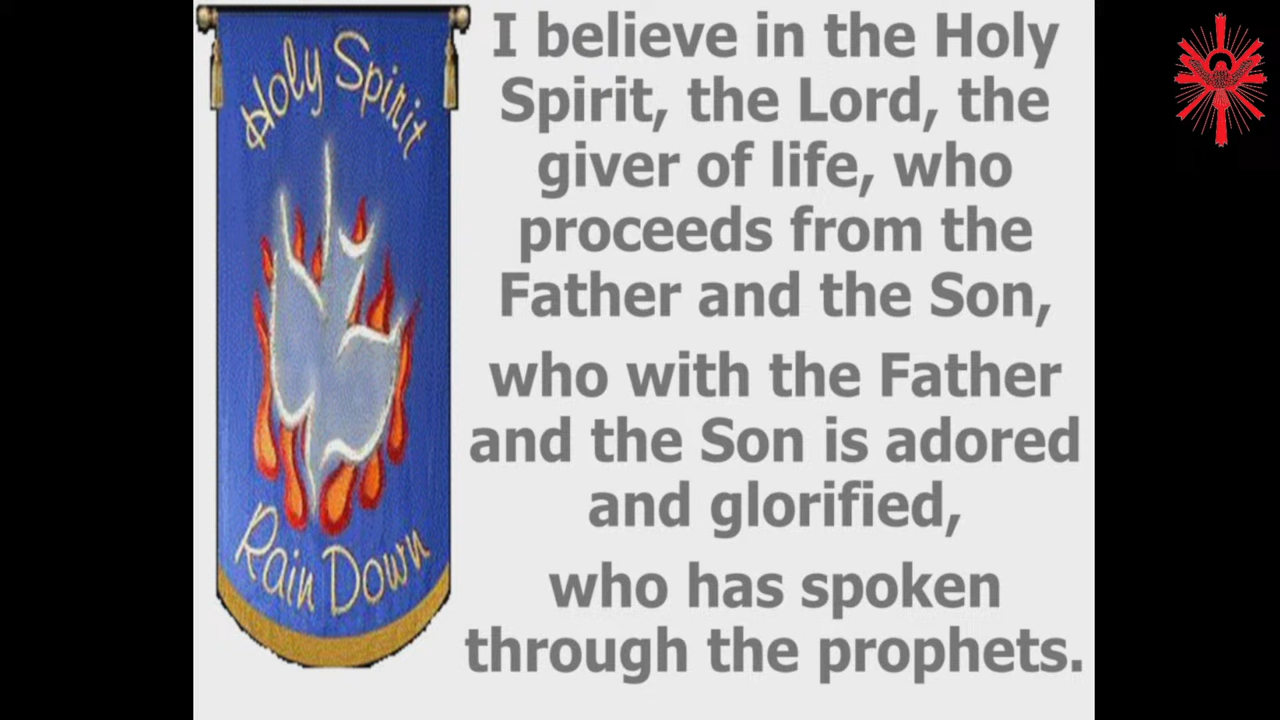 Holy Spirit
Rain Down
I believe in the Holy
Spirit, the Lord, the
giver of life, who
proceeds from the
Father and the Son,
who with the Father
and the Son is adored
and glorified,
who has spoken
through the prophets.